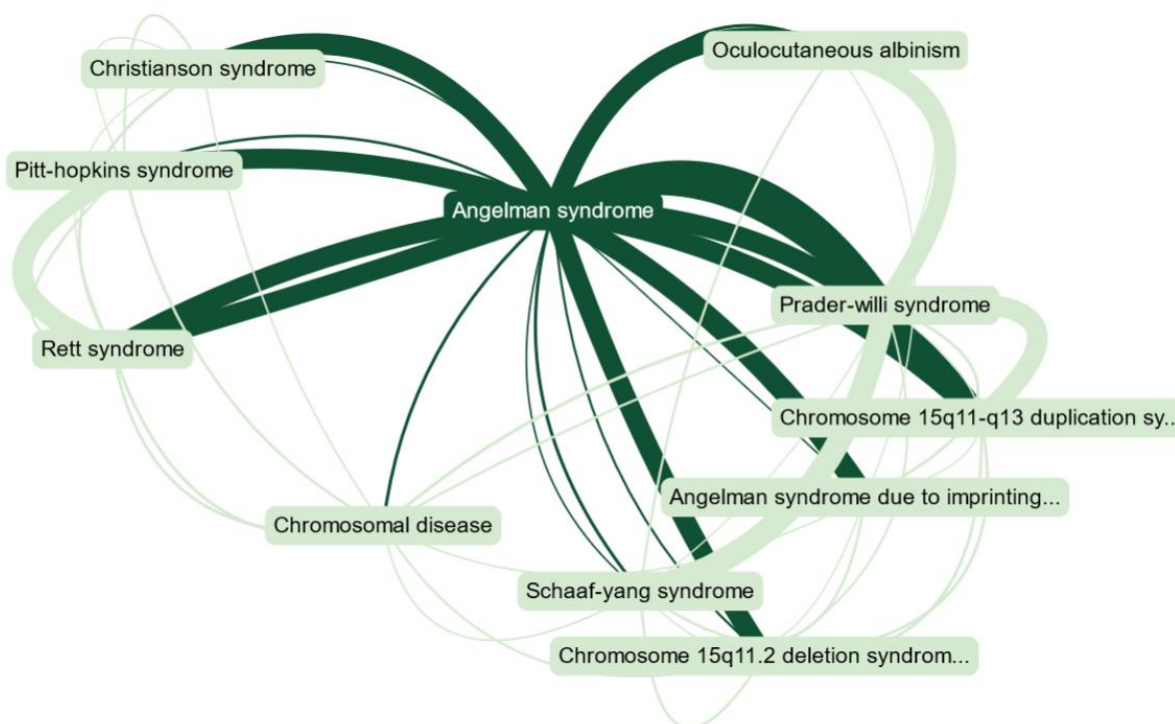 Oculocutaneous albinism
Christianson syndrome
Pitt-hopkins syndrome
Angelman syndrome
Prader-willi syndrome
Rett syndrome
Chromosome 15q11-q13 duplication sy...
Angelman syndrome due to imprinting...
Chromosomal disease
Schaaf-yang syndrome
Chromosome 15q11.2 deletion syndrom...